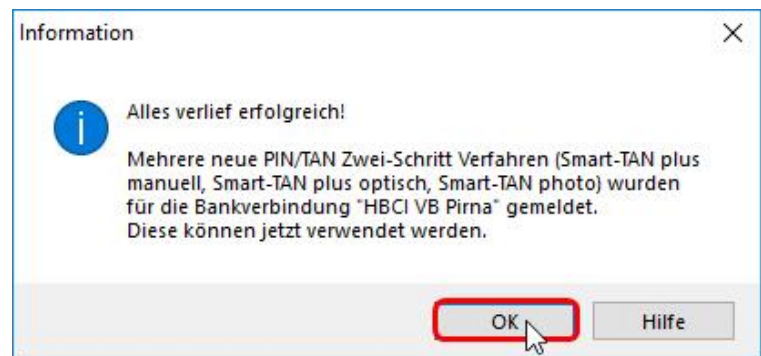 Information
Alles verlief erfolgreich!
Mehrere neue PIN/TAN Zwei-Schritt Verfahren (Smart-TAN plus
manuell, Smart-TAN plus optisch, Smart-TAN photo) wurden
für die Bankverbindung "HBCI VB Pirna" gemeldet.
Diese können jetzt verwendet werden.
OK
Hilfe